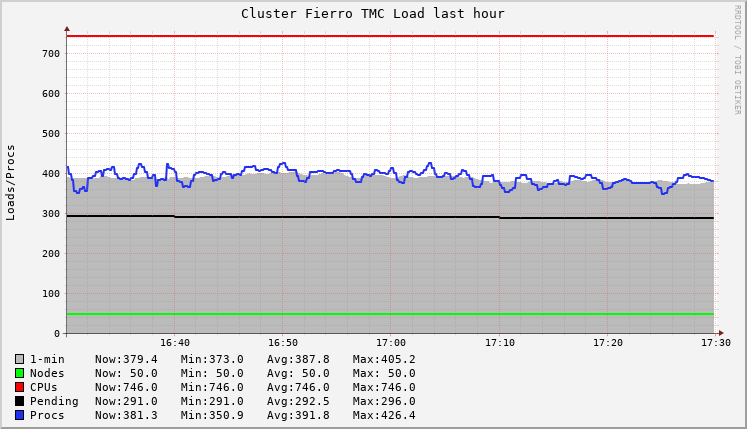 Cluster Fierro TMC Load last hour
RRDTOOL / TOBI OETIKER
Loads/Procs
700
600
500
400
300
200
100
0
16:40 16:50 17:00 17:10 17:20 17:30
1-min Now:379.4 Min:373.0 Avg:387.8 Max:405.2
Nodes Now: 50.0 Min: 50.0 Avg: 50.0 Max: 50.0
CPUs Now:746.0 Min:746.0 Avg:746.0 Max:746.0
Pending Now:291.0 Min:291.0 Avg:292.5 Max:296.0
Procs Now:381.3 Min:350.9 Avg:391.8 Max:426.4